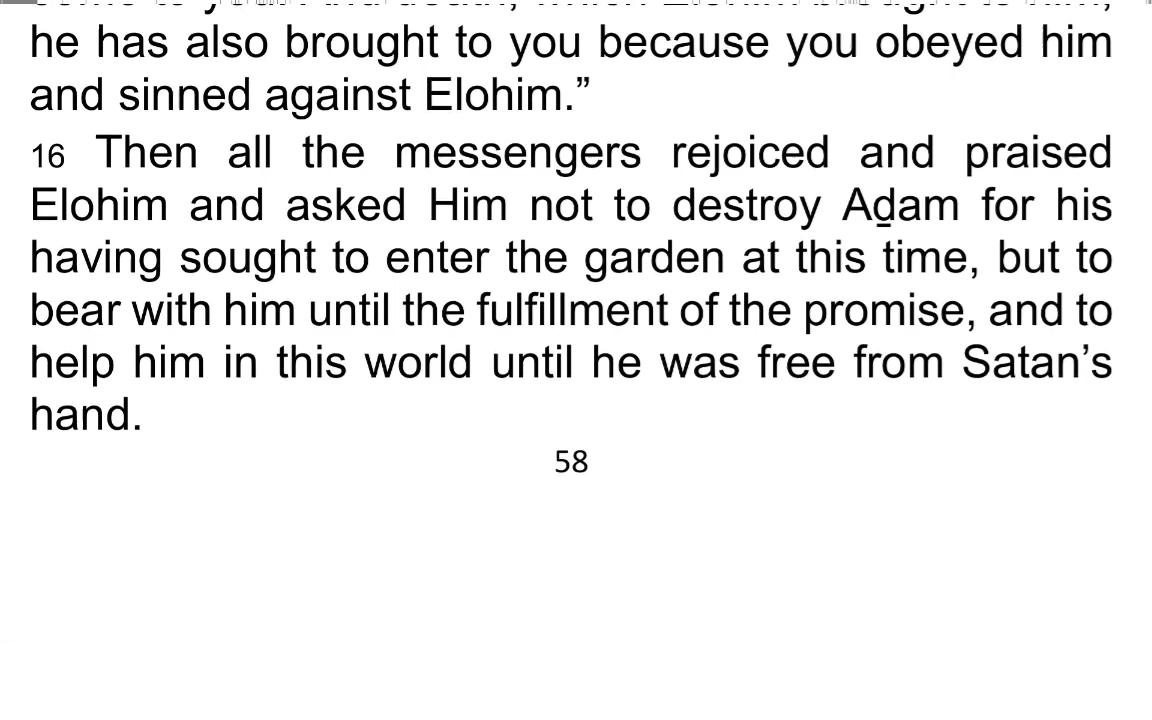 he has also brought to you because you obeyed him
and sinned against Elohim.”
16 Then all the messengers rejoiced and praised
Elohim and asked Him not to destroy Aḏam for his
having sought to enter the garden at this time, but to
bear with him until the fulfillment of the promise, and to
help him in this world until he was free from Satan’s
hand.
58